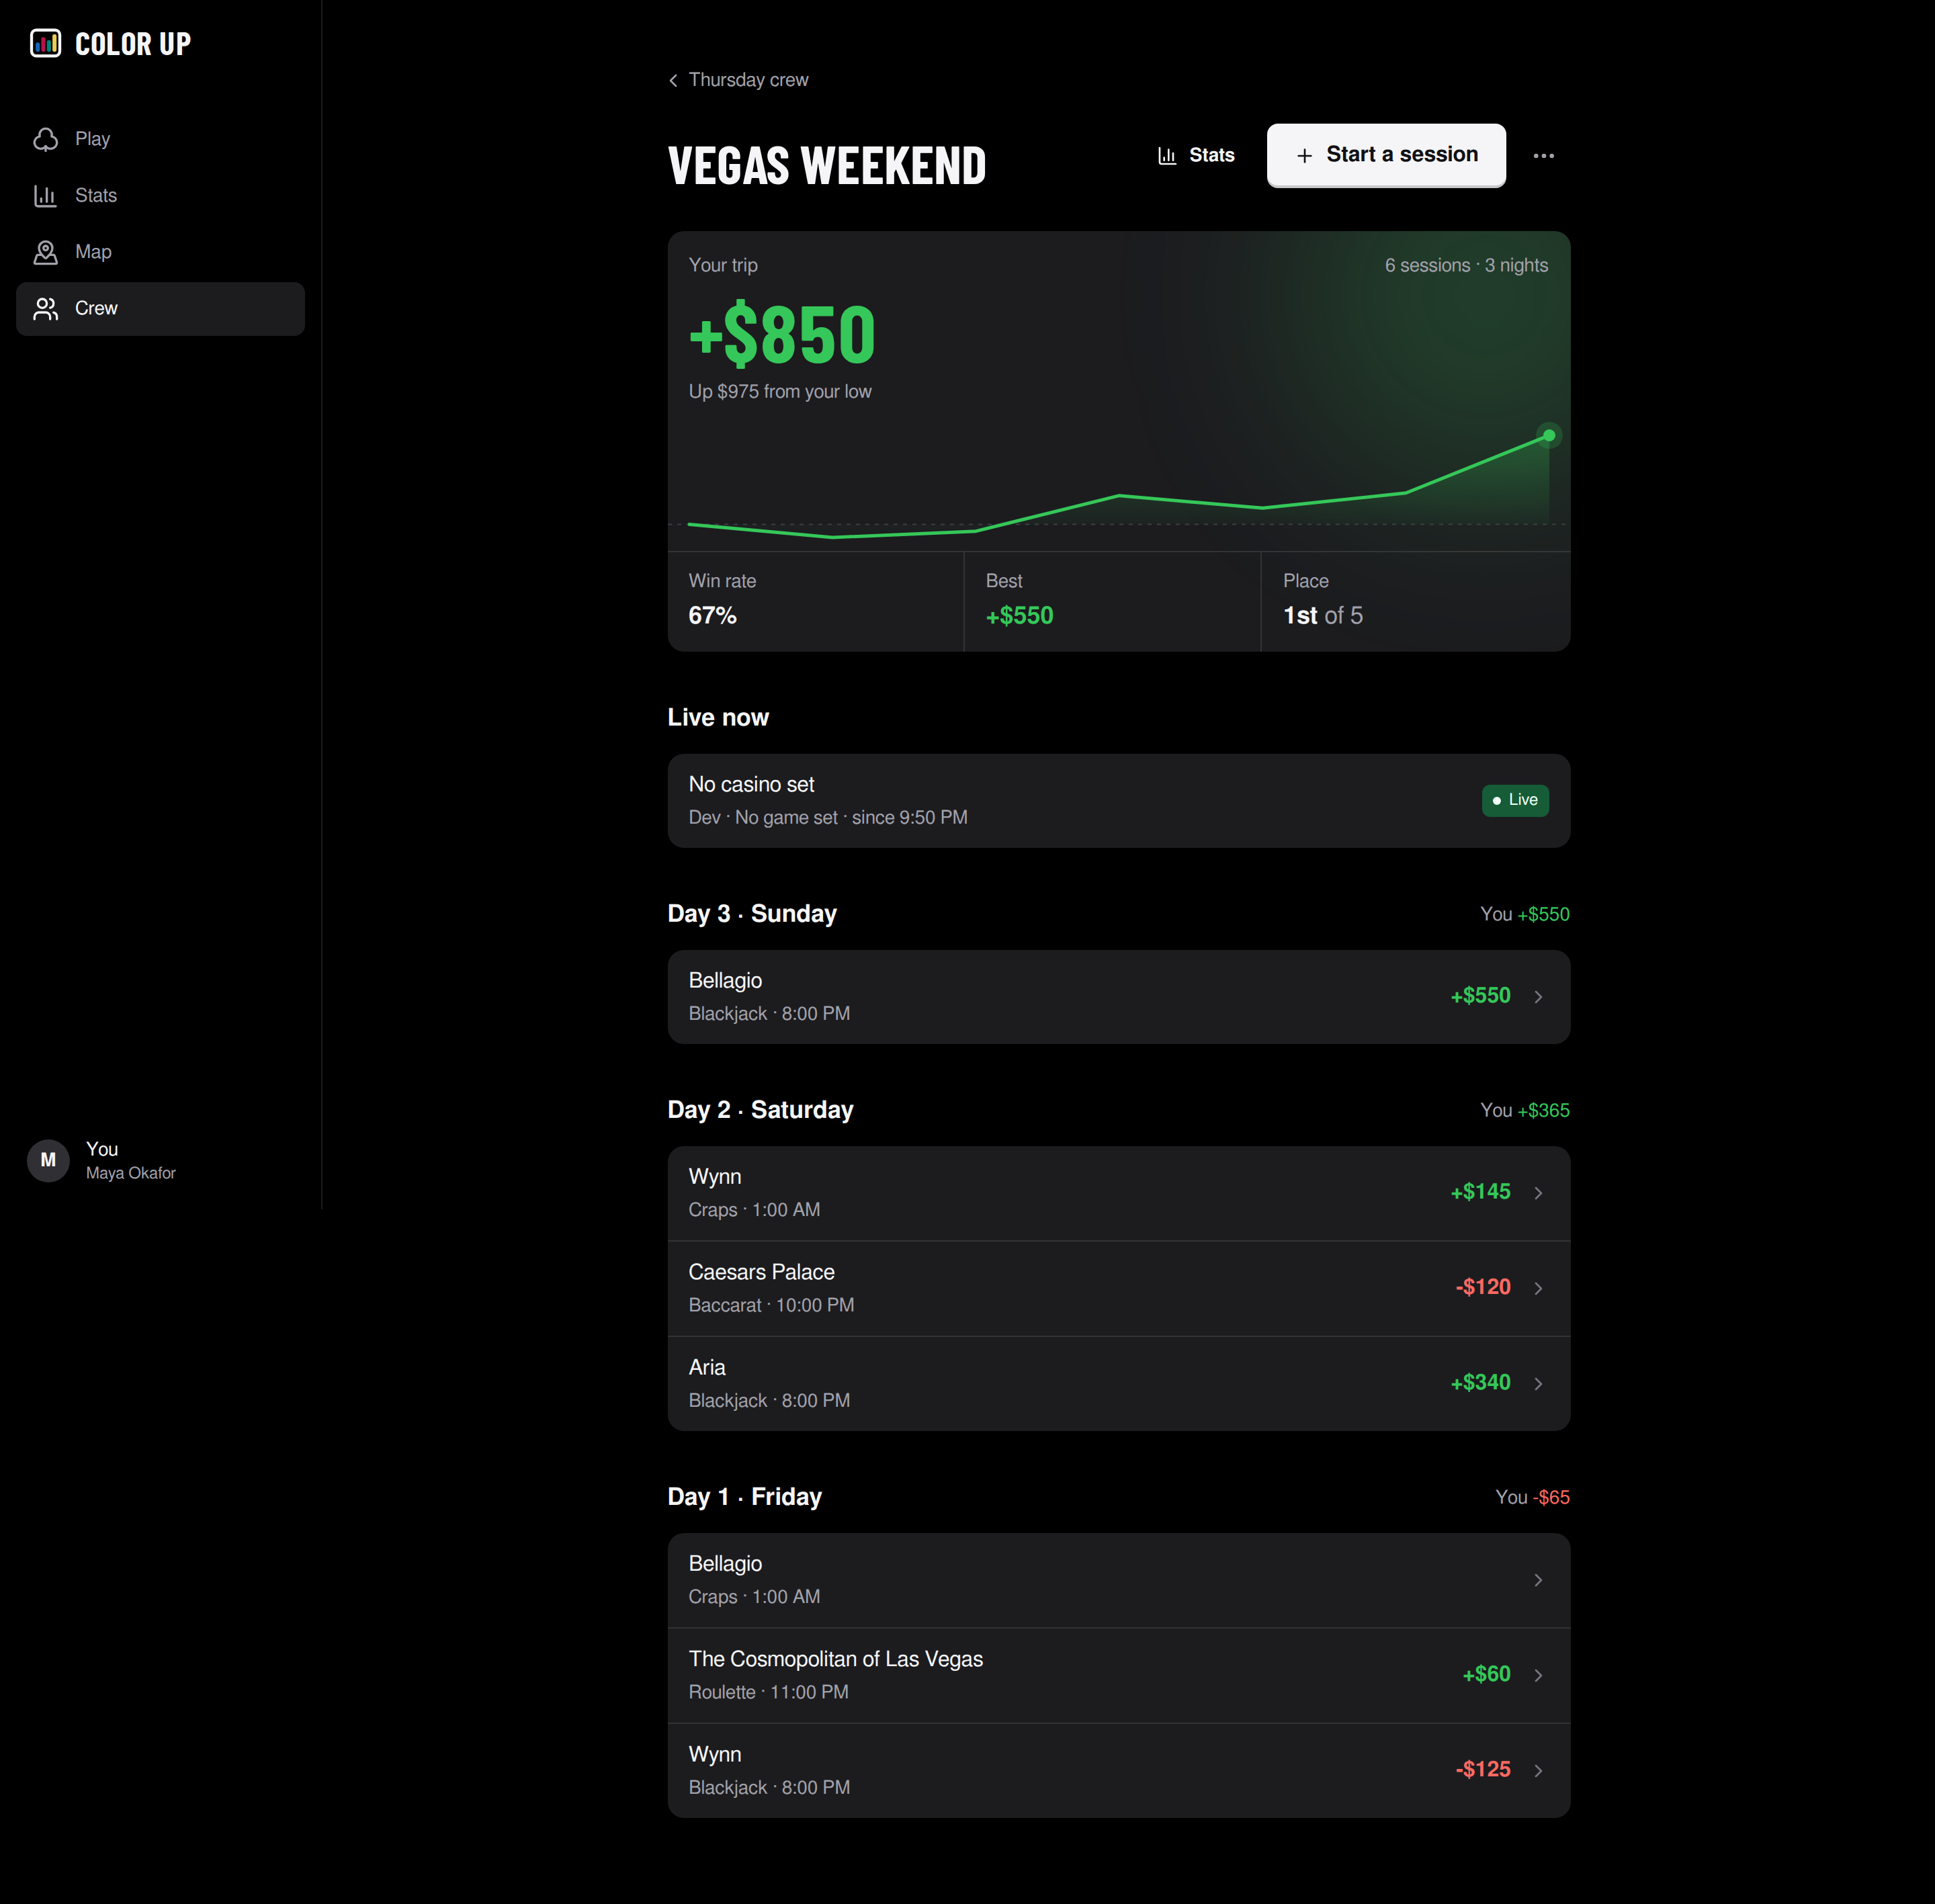 COLOR UP
Play
Stats
Map
Crew
You
Maya Okafor
M
Thursday crew
VEGAS WEEKEND
Stats
Start a session
Your trip
6 sessions · 3 nights
+$850
Up $975 from your low
Win rate
67%
Best
+$550
Place
1st of 5
Live now
No casino set
Dev · No game set · since 9:50 PM
Live
Day 3 · Sunday
You +$550
Bellagio
Blackjack · 8:00 PM
+$550
Day 2 · Saturday
You +$365
Wynn
Craps · 1:00 AM
+$145
Caesars Palace
Baccarat · 10:00 PM
-$120
Aria
Blackjack · 8:00 PM
+$340
Day 1 · Friday
You -$65
Bellagio
Craps · 1:00 AM
The Cosmopolitan of Las Vegas
Roulette · 11:00 PM
+$60
Wynn
Blackjack · 8:00 PM
-$125